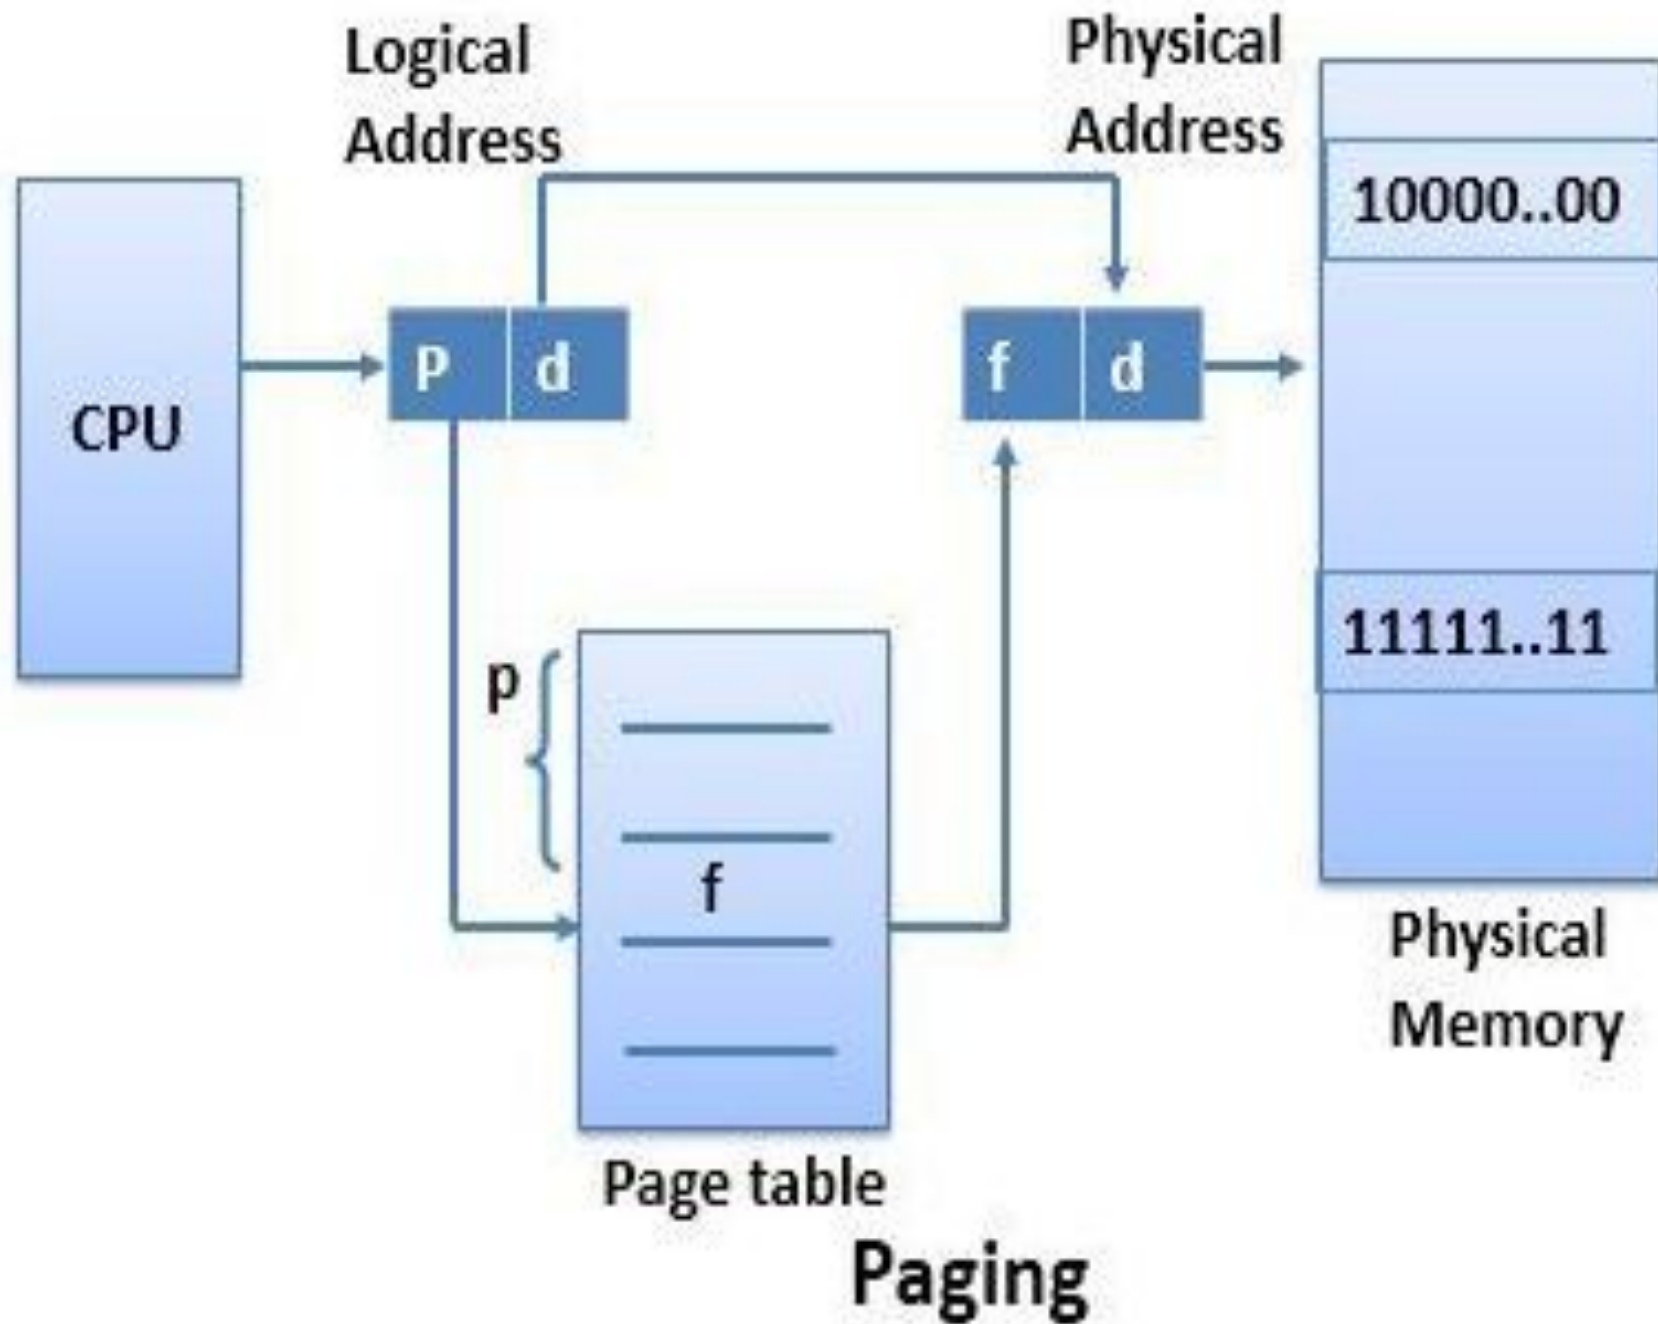 Logical
Address
Physical
Address
10000..00
CPU
P d
f d
11111..11
p
f
Physical
Memory
Page table
Paging